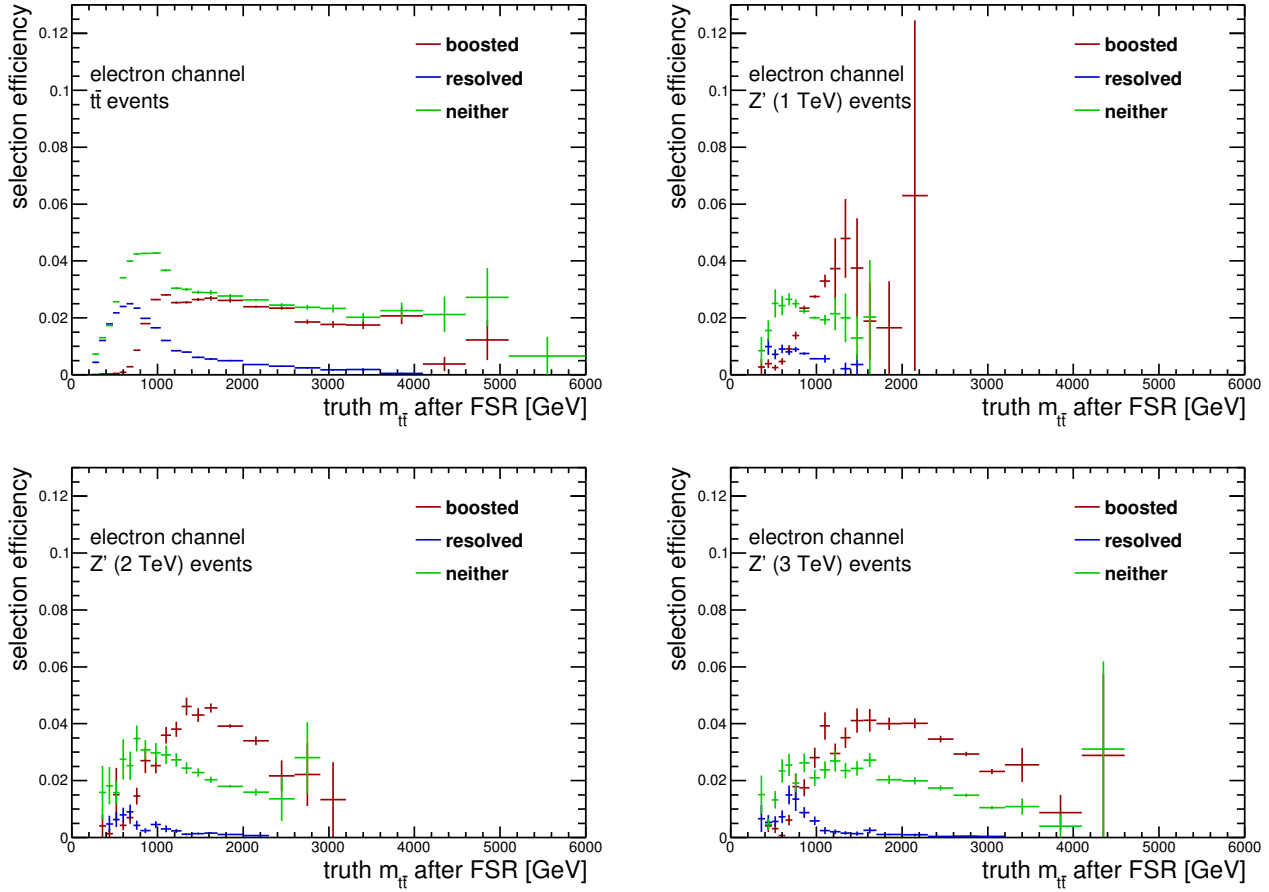 selection efficiency
0.12
0.1
0.08
0.06
0.04
0.02
0
electron channel
tt̄ events
boosted
resolved
neither
0 1000 2000 3000 4000 5000 6000
truth m_tt̄ after FSR [GeV]
selection efficiency
0.12
0.1
0.08
0.06
0.04
0.02
0
electron channel
Z' (1 TeV) events
boosted
resolved
neither
0 1000 2000 3000 4000 5000 6000
truth m_tt̄ after FSR [GeV]
selection efficiency
0.12
0.1
0.08
0.06
0.04
0.02
0
electron channel
Z' (2 TeV) events
boosted
resolved
neither
0 1000 2000 3000 4000 5000 6000
truth m_tt̄ after FSR [GeV]
selection efficiency
0.12
0.1
0.08
0.06
0.04
0.02
0
electron channel
Z' (3 TeV) events
boosted
resolved
neither
0 1000 2000 3000 4000 5000 6000
truth m_tt̄ after FSR [GeV]